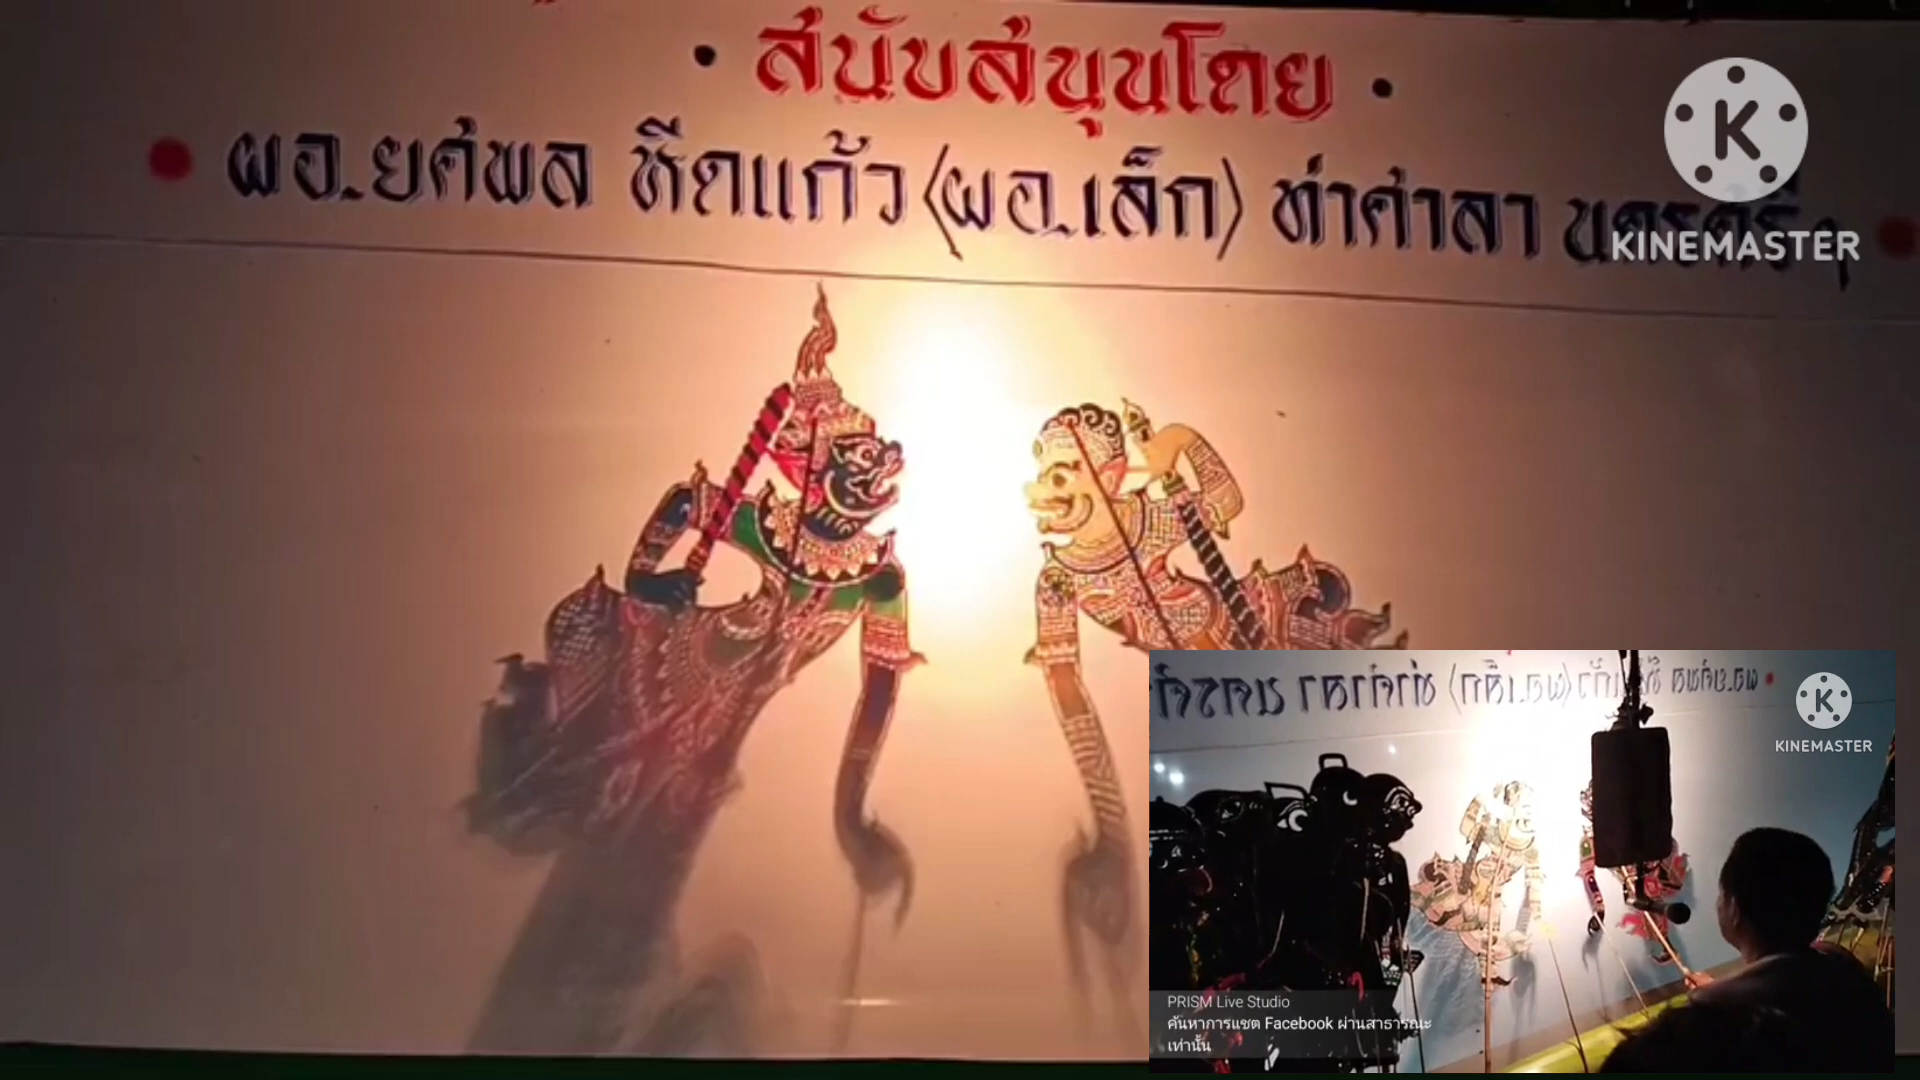 • สนับสนุนโดย •
• ผอ.ยศพล หีดแก้ว (ผอ.เล็ก) ท่าศาลา นครศรีฯ •
K
KINEMASTER
K
KINEMASTER
PRISM Live Studio
ค้นหาการแชต Facebook ผ่านสาธารณะ
เท่านั้น